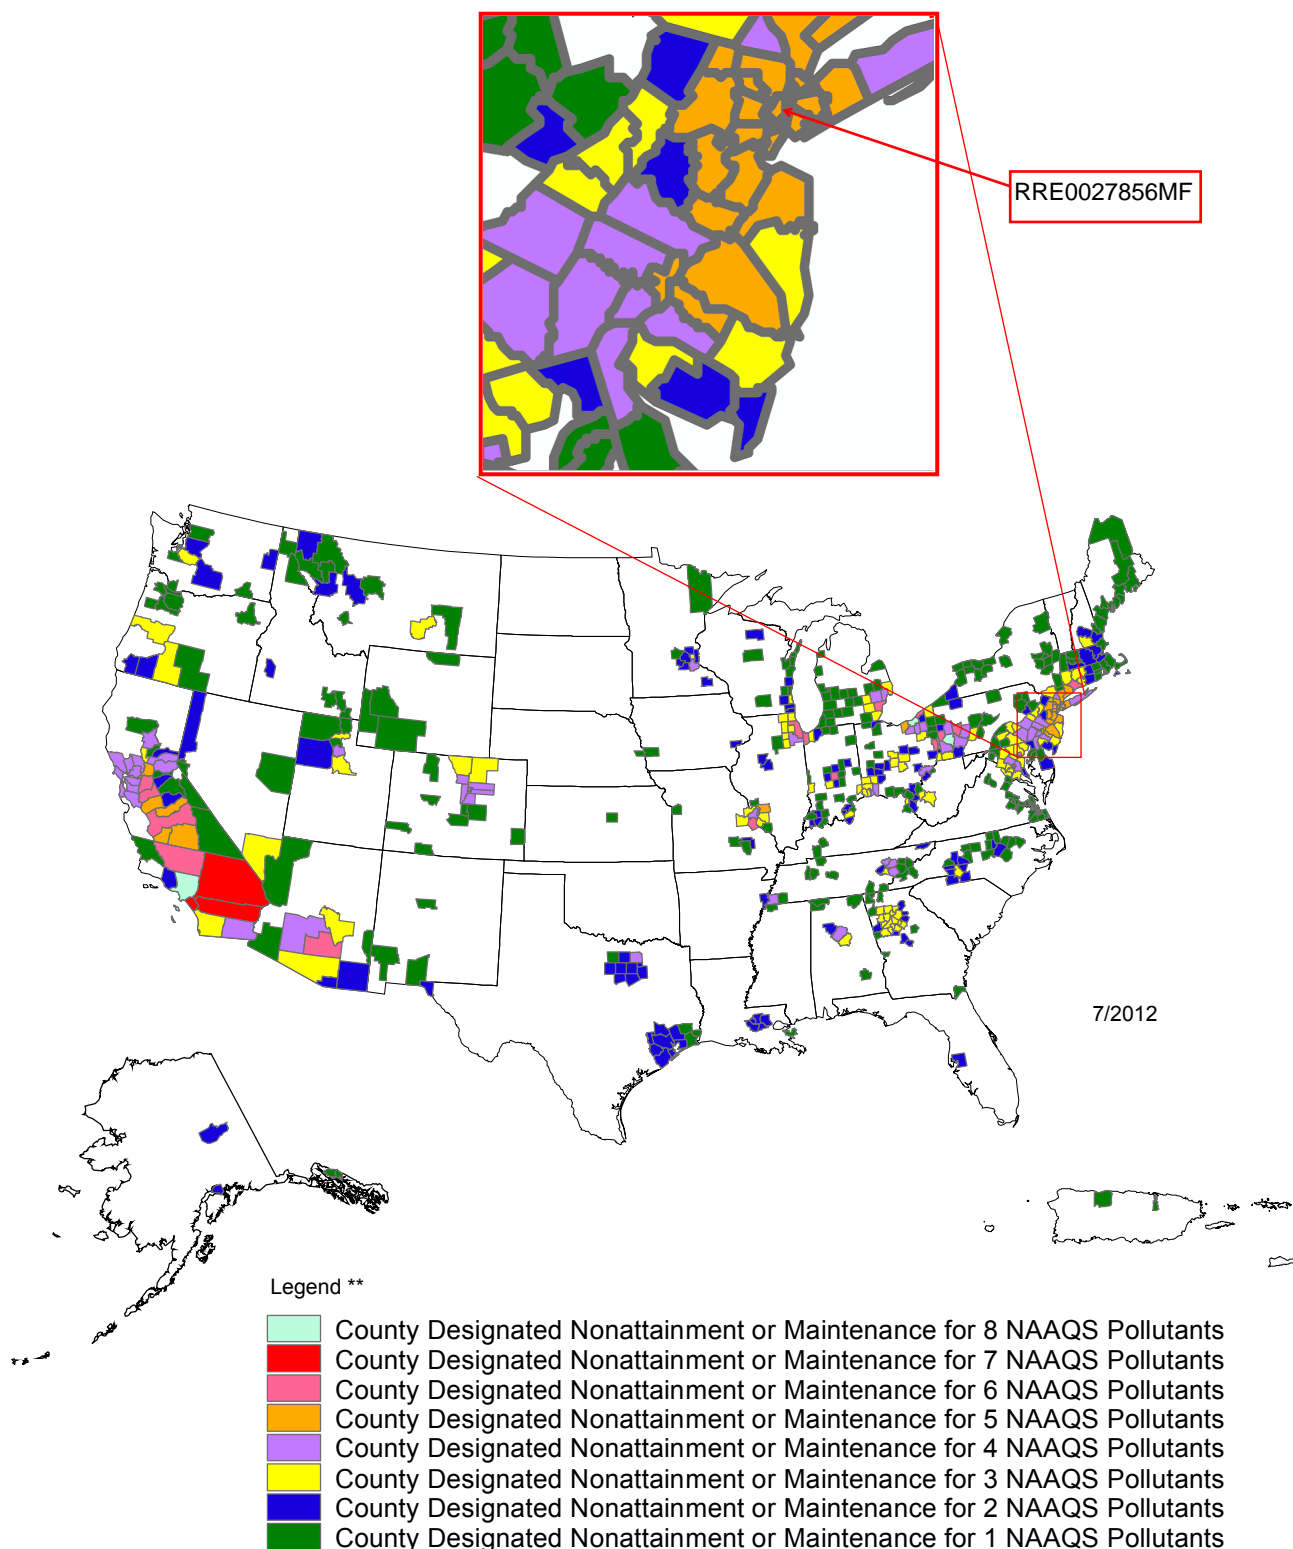 RRE0027856MF
7/2012
Legend **
County Designated Nonattainment or Maintenance for 8 NAAQS Pollutants
County Designated Nonattainment or Maintenance for 7 NAAQS Pollutants
County Designated Nonattainment or Maintenance for 6 NAAQS Pollutants
County Designated Nonattainment or Maintenance for 5 NAAQS Pollutants
County Designated Nonattainment or Maintenance for 4 NAAQS Pollutants
County Designated Nonattainment or Maintenance for 3 NAAQS Pollutants
County Designated Nonattainment or Maintenance for 2 NAAQS Pollutants
County Designated Nonattainment or Maintenance for 1 NAAQS Pollutants